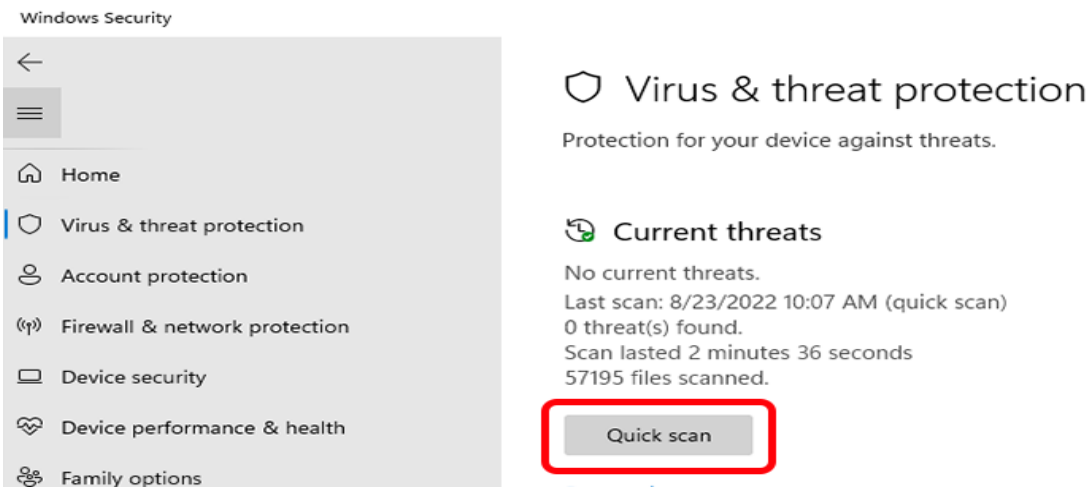 Windows Security
Home
Virus & threat protection
Account protection
Firewall & network protection
Device security
Device performance & health
Family options
Virus & threat protection
Protection for your device against threats.
Current threats
No current threats.
Last scan: 8/23/2022 10:07 AM (quick scan)
0 threat(s) found.
Scan lasted 2 minutes 36 seconds
57195 files scanned.
Quick scan